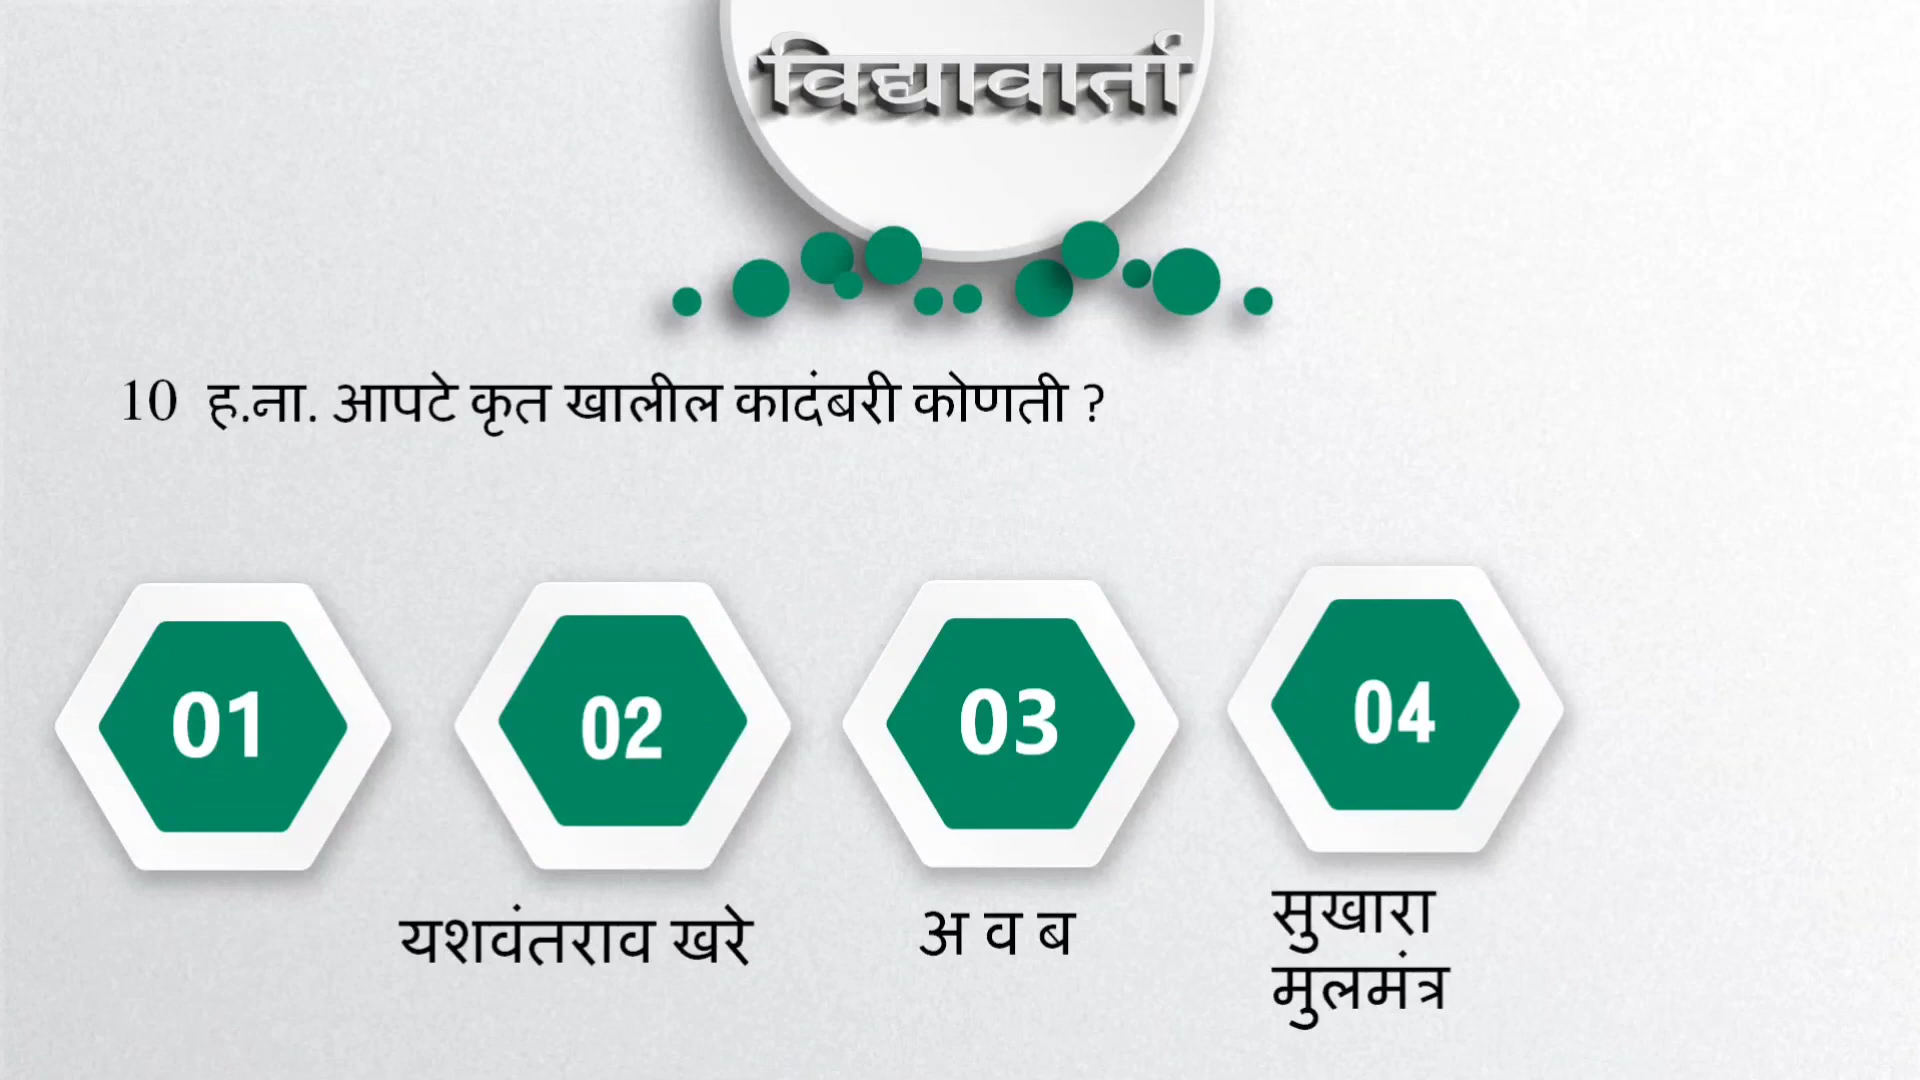 विद्यावार्ता
10 ह.ना. आपटे कृत खालील कादंबरी कोणती ?
01
02
03
04
यशवंतराव खरे
अ व ब
सुखारा
मुलमंत्र